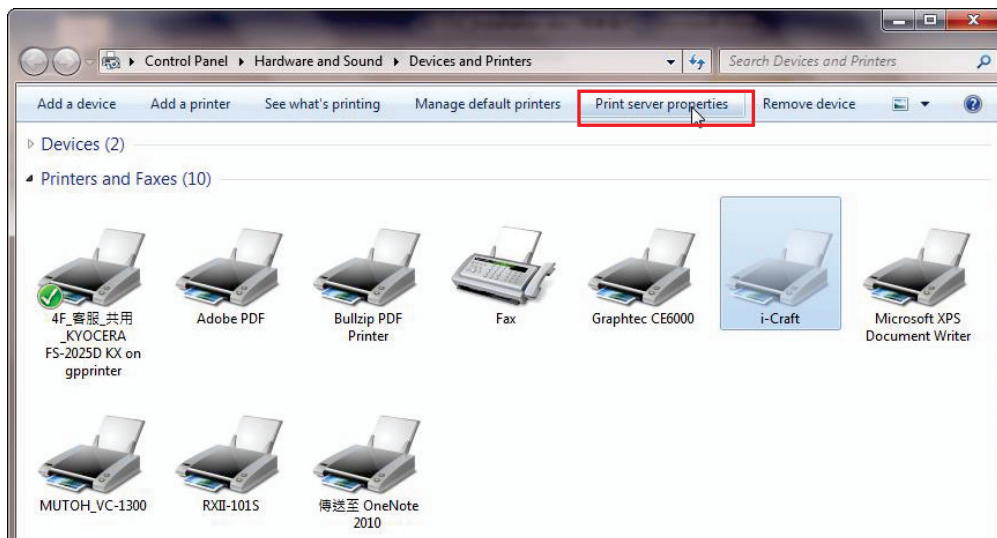 Control Panel Hardware and Sound Devices and Printers Search Devices and Printers
Add a device Add a printer See what's printing Manage default printers Print server properties Remove device
Devices (2)
Printers and Faxes (10)
4F_客服_共用
_KYOCERA
FS-2025D KX on
gpprinter
Adobe PDF
Bullzip PDF
Printer
Fax
Graphtec CE6000
i-Craft
Microsoft XPS
Document Writer
MUTOH_VC-1300
RXII-101S
傳送至 OneNote
2010